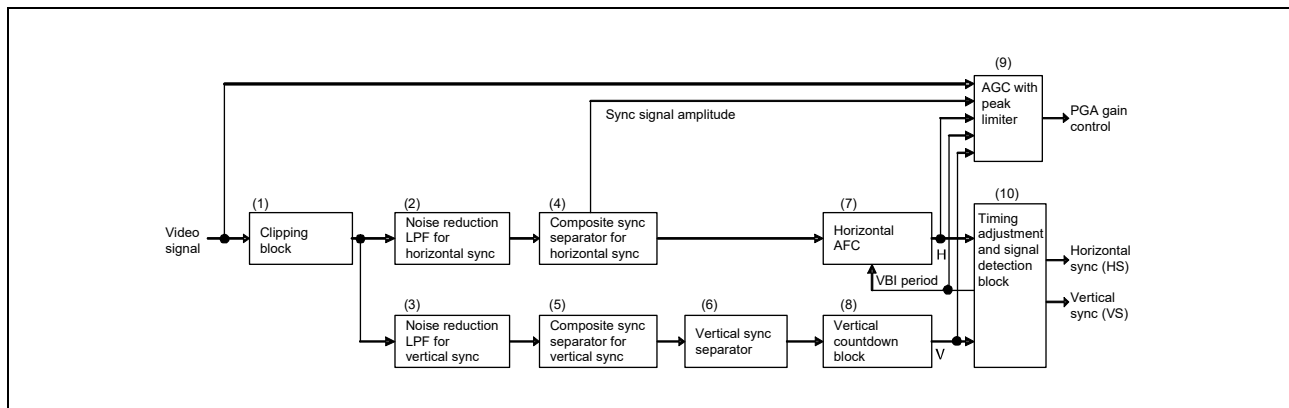 (9)
AGC with
peak
limiter
PGA gain
control
Sync signal amplitude
(1)
(2)
(4)
(7)
(10)
Video
signal
Clipping
block
Noise reduction
LPF for
horizontal sync
Composite sync
separator for
horizontal sync
Horizontal
AFC
H
VBI period
Timing
adjustment
and signal
detection
block
Horizontal
sync (HS)
Vertical
sync (VS)
(3)
(5)
(6)
(8)
Noise reduction
LPF for
vertical sync
Composite sync
separator for
vertical sync
Vertical sync
separator
Vertical
countdown
block
V